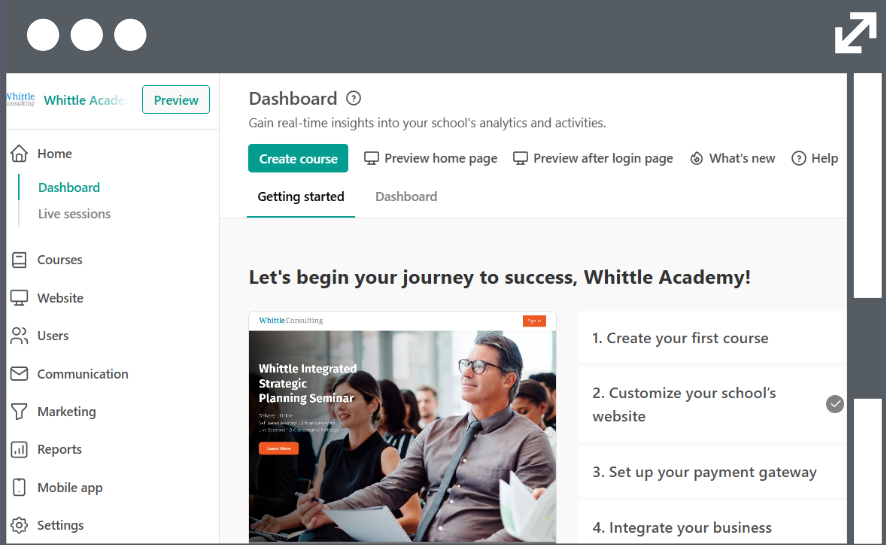 Whittle
Consulting
Whittle Acade
Preview
Home
Dashboard
Live sessions
Courses
Website
Users
Communication
Marketing
Reports
Mobile app
Settings
Dashboard ?
Gain real-time insights into your school's analytics and activities.
Create course
Preview home page
Preview after login page
What's new
? Help
Getting started
Dashboard
Let's begin your journey to success, Whittle Academy!
Whittle Consulting
Sign In
Whittle Integrated
Strategic
Planning Seminar
Learn More
1. Create your first course
2. Customize your school's
website
3. Set up your payment gateway
4. Integrate your business